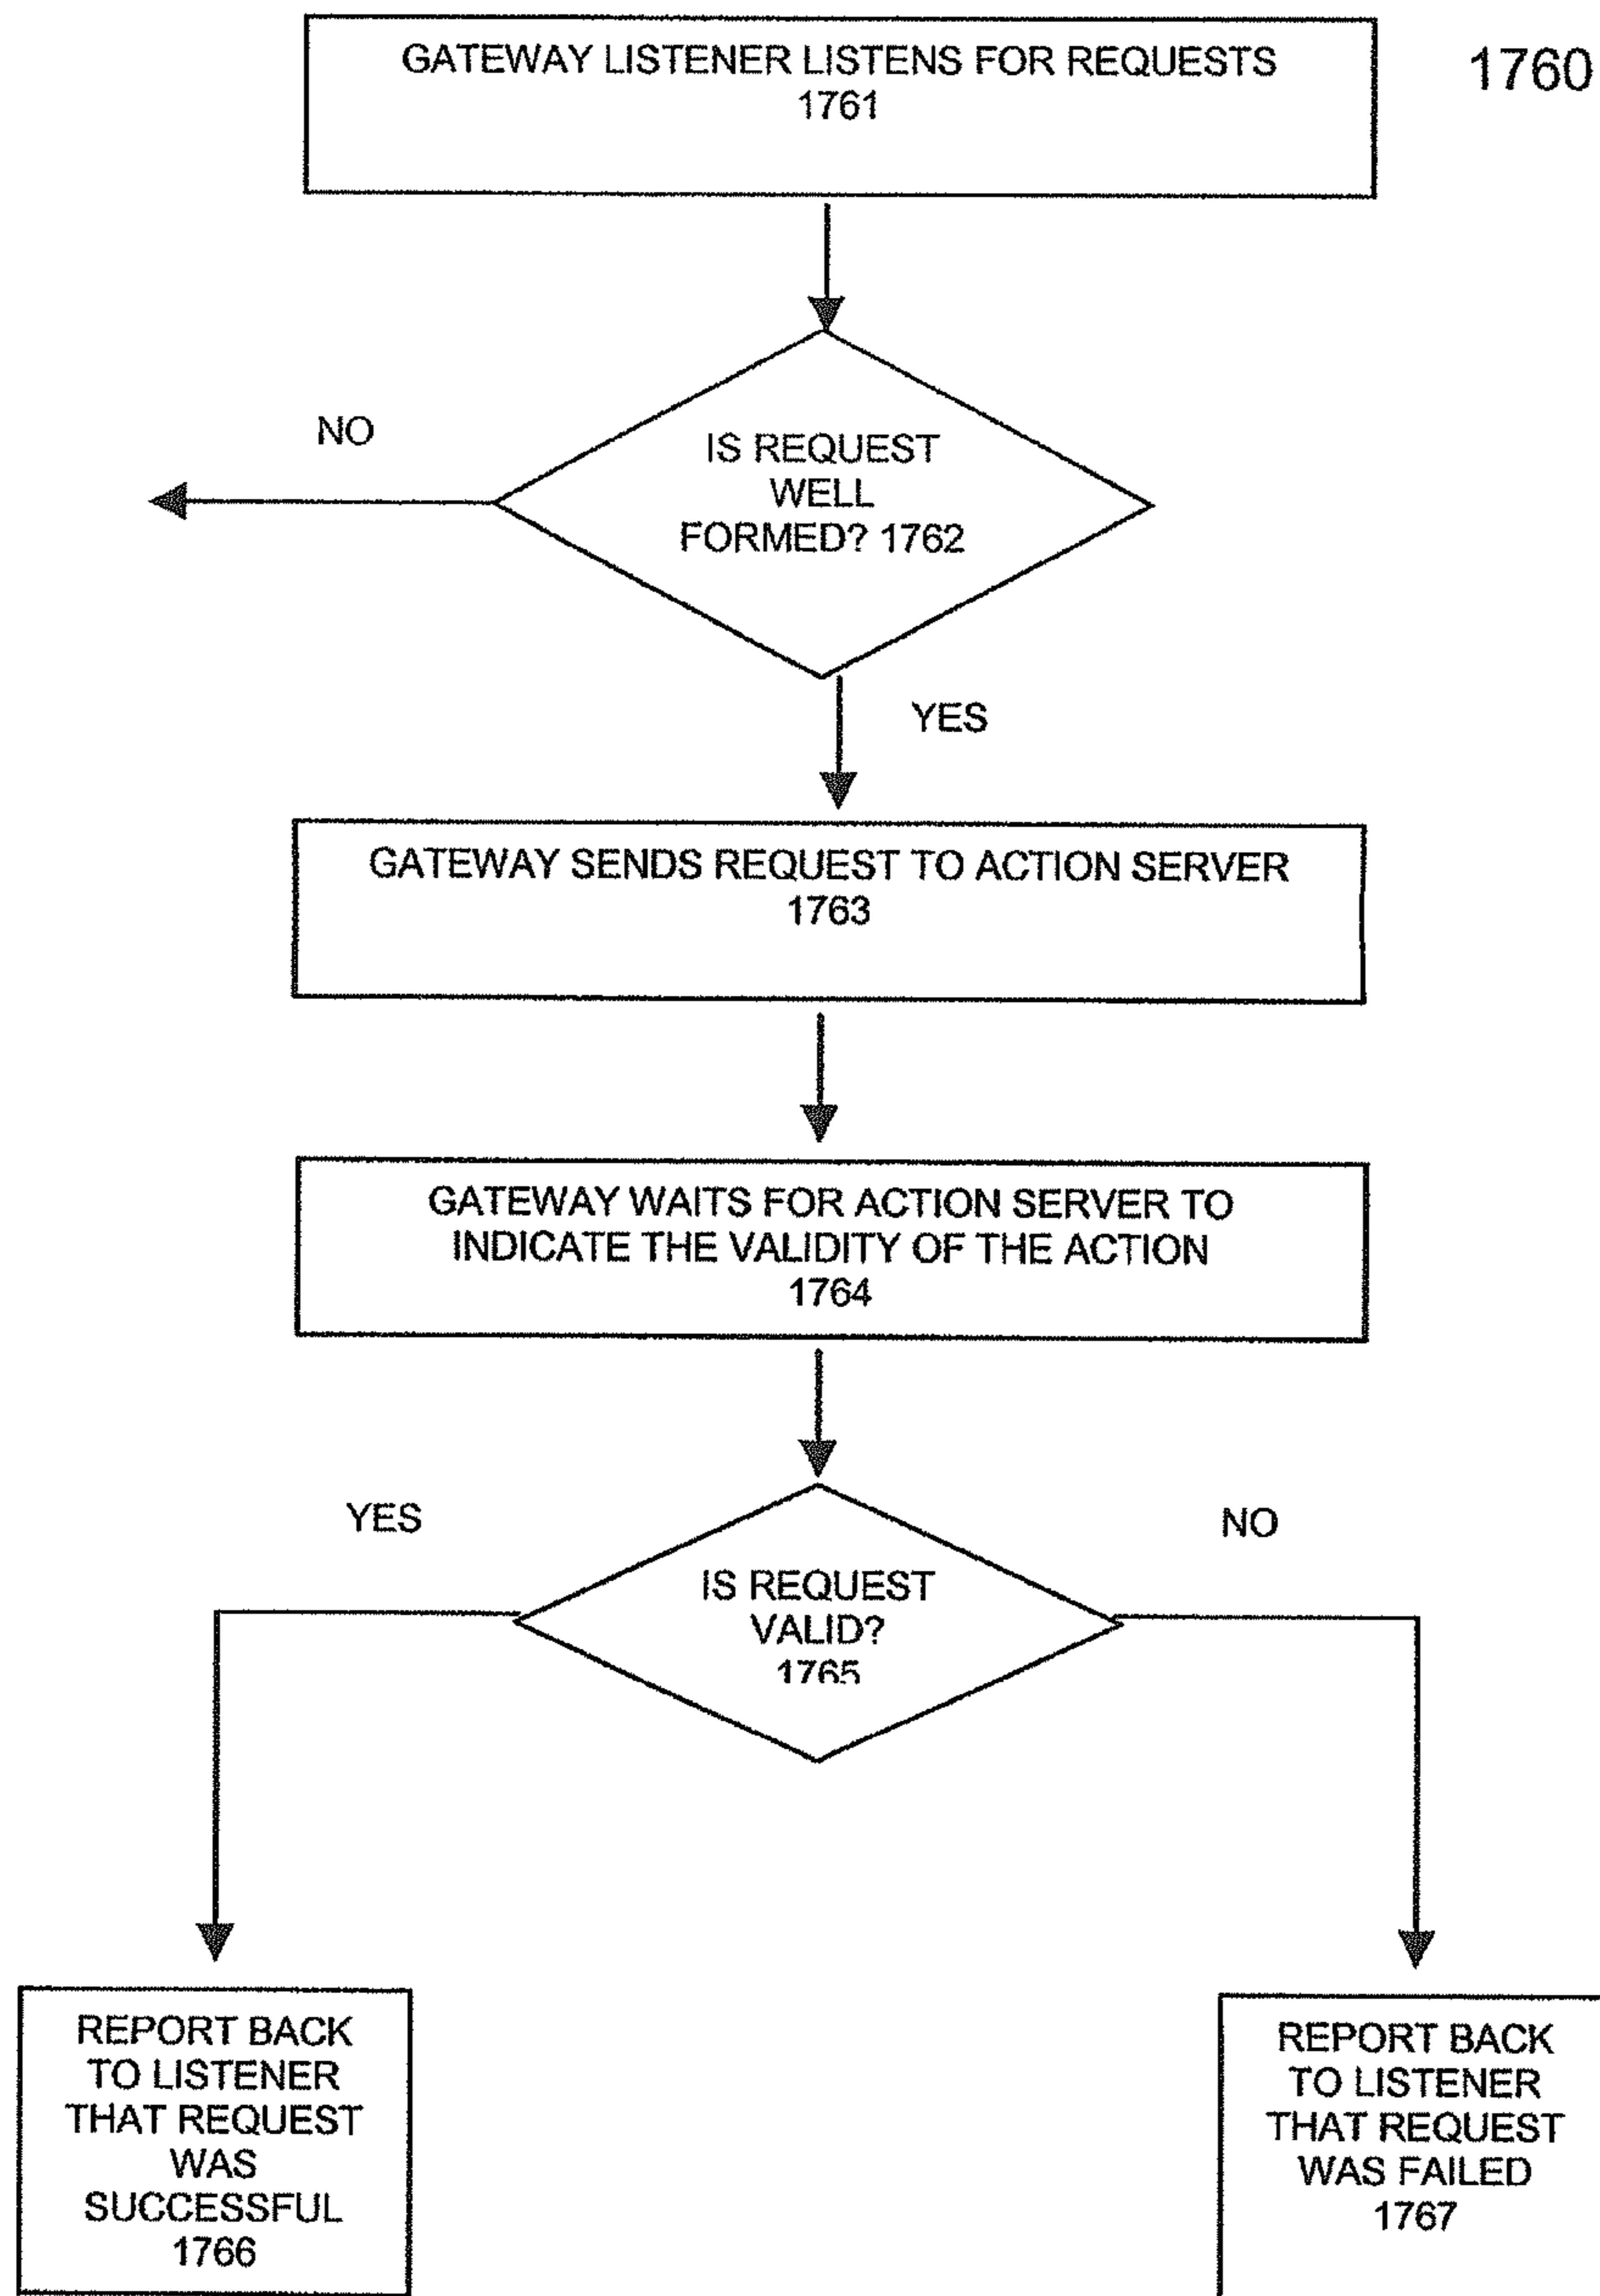 GATEWAY LISTENER LISTENS FOR REQUESTS
1761
1760
NO
IS REQUEST
WELL
FORMED? 1762
YES
GATEWAY SENDS REQUEST TO ACTION SERVER
1763
GATEWAY WAITS FOR ACTION SERVER TO
INDICATE THE VALIDITY OF THE ACTION
1764
YES
NO
IS REQUEST
VALID?
1765
REPORT BACK
TO LISTENER
THAT REQUEST
WAS
SUCCESSFUL
1766
REPORT BACK
TO LISTENER
THAT REQUEST
WAS FAILED
1767